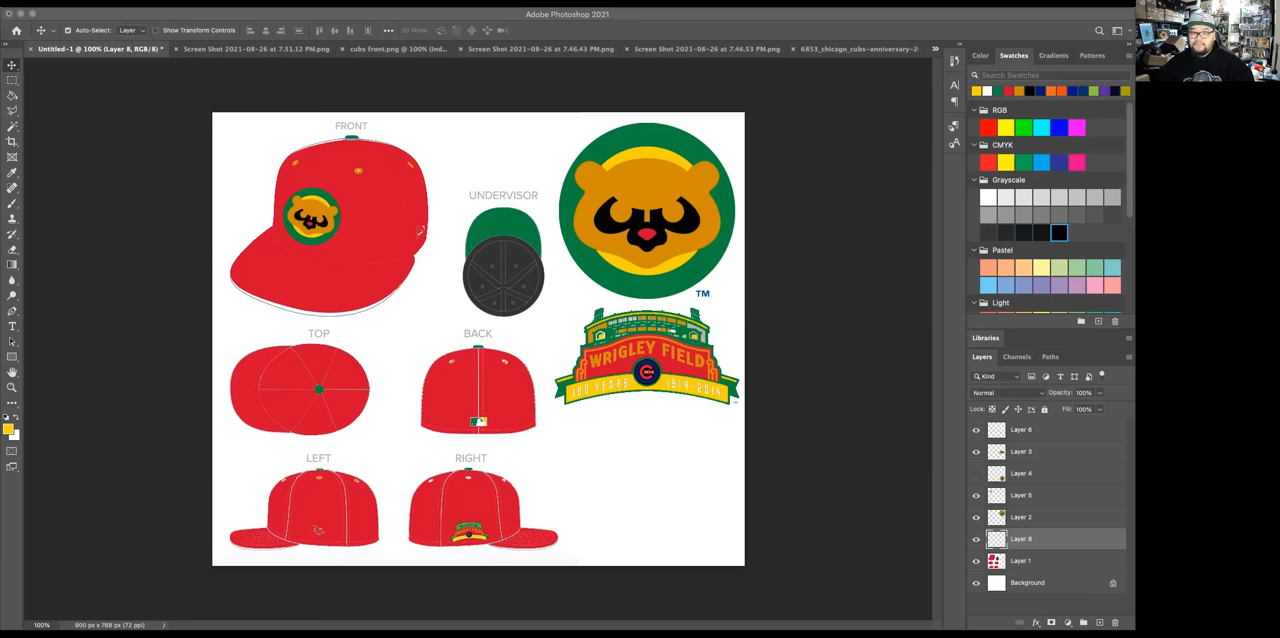 Adobe Photoshop 2021
Auto-Select: Layer Show Transform Controls 3D Mode:
Untitled-1 @ 100% (Layer 8, RGB/8) * Screen Shot 2021-08-26 at 7.31.12 PM.png cubs front.png @ 100% (Ind... Screen Shot 2021-08-26 at 7.46.43 PM.png Screen Shot 2021-08-26 at 7.46.53 PM.png 6853_chicago_cubs-anniversary-2
Color Swatches Gradients Patterns
Search Swatches
RGB
CMYK
Grayscale
Pastel
Light
FRONT
UNDERVISOR
TM
TOP
BACK
WRIGLEY FIELD
100 YEARS 1914-2014
LEFT
RIGHT
Libraries
Layers Channels Paths
Kind
Normal Opacity: 100%
Lock: Fill: 100%
Layer 6
Layer 3
Layer 4
Layer 5
Layer 2
Layer 8
Layer 1
Background
100% 900 px x 768 px (72 ppi)